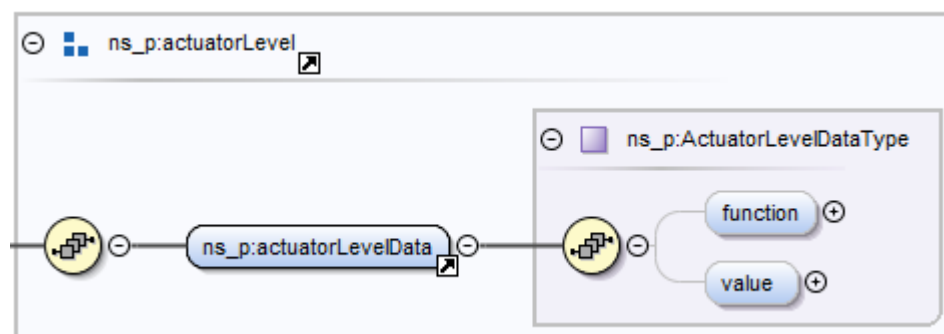 ns_p:actuatorLevel
ns_p:ActuatorLevelDataType
function
ns_p:actuatorLevelData
value